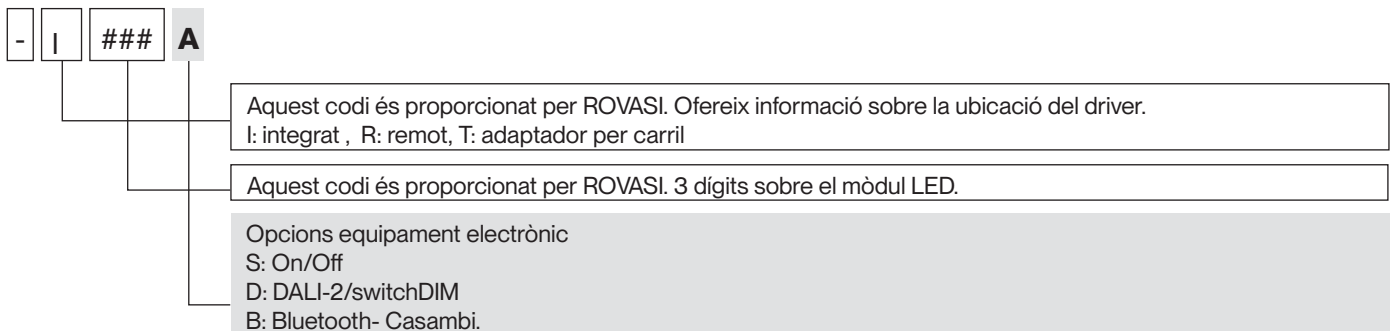 - I ### A
Aquest codi és proporcionat per ROVASI. Ofereix informació sobre la ubicació del driver.
I: integrat , R: remot, T: adaptador per carril
Aquest codi és proporcionat per ROVASI. 3 dígits sobre el mòdul LED.
Opcions equipament electrònic
S: On/Off
D: DALI-2/switchDIM
B: Bluetooth- Casambi.